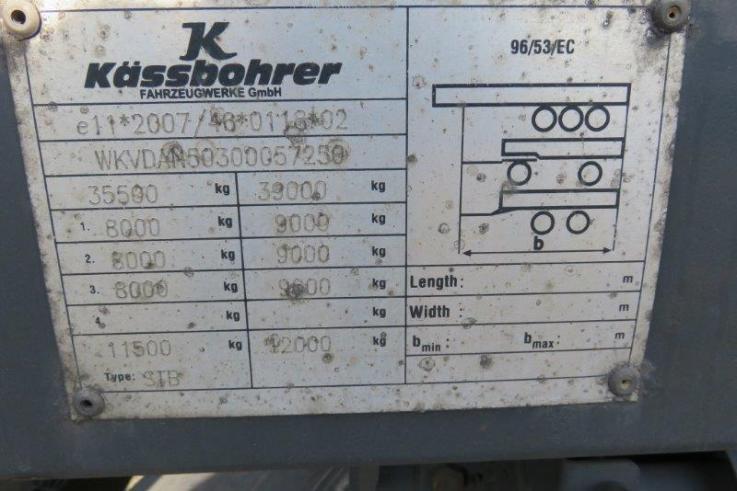 K
Kässbohrer
FAHRZEUGWERKE GmbH
e11*2007/46*0118*02
WKVDAN50300057230
35500 kg 39000 kg
1. 8000 kg 9000 kg
2. 8000 kg 9000 kg
3. 8000 kg 9000 kg
4. kg kg
11500 kg 12000 kg
Type: STB
96/53/EC
b
Length: m
Width: m
bmin: bmax: m